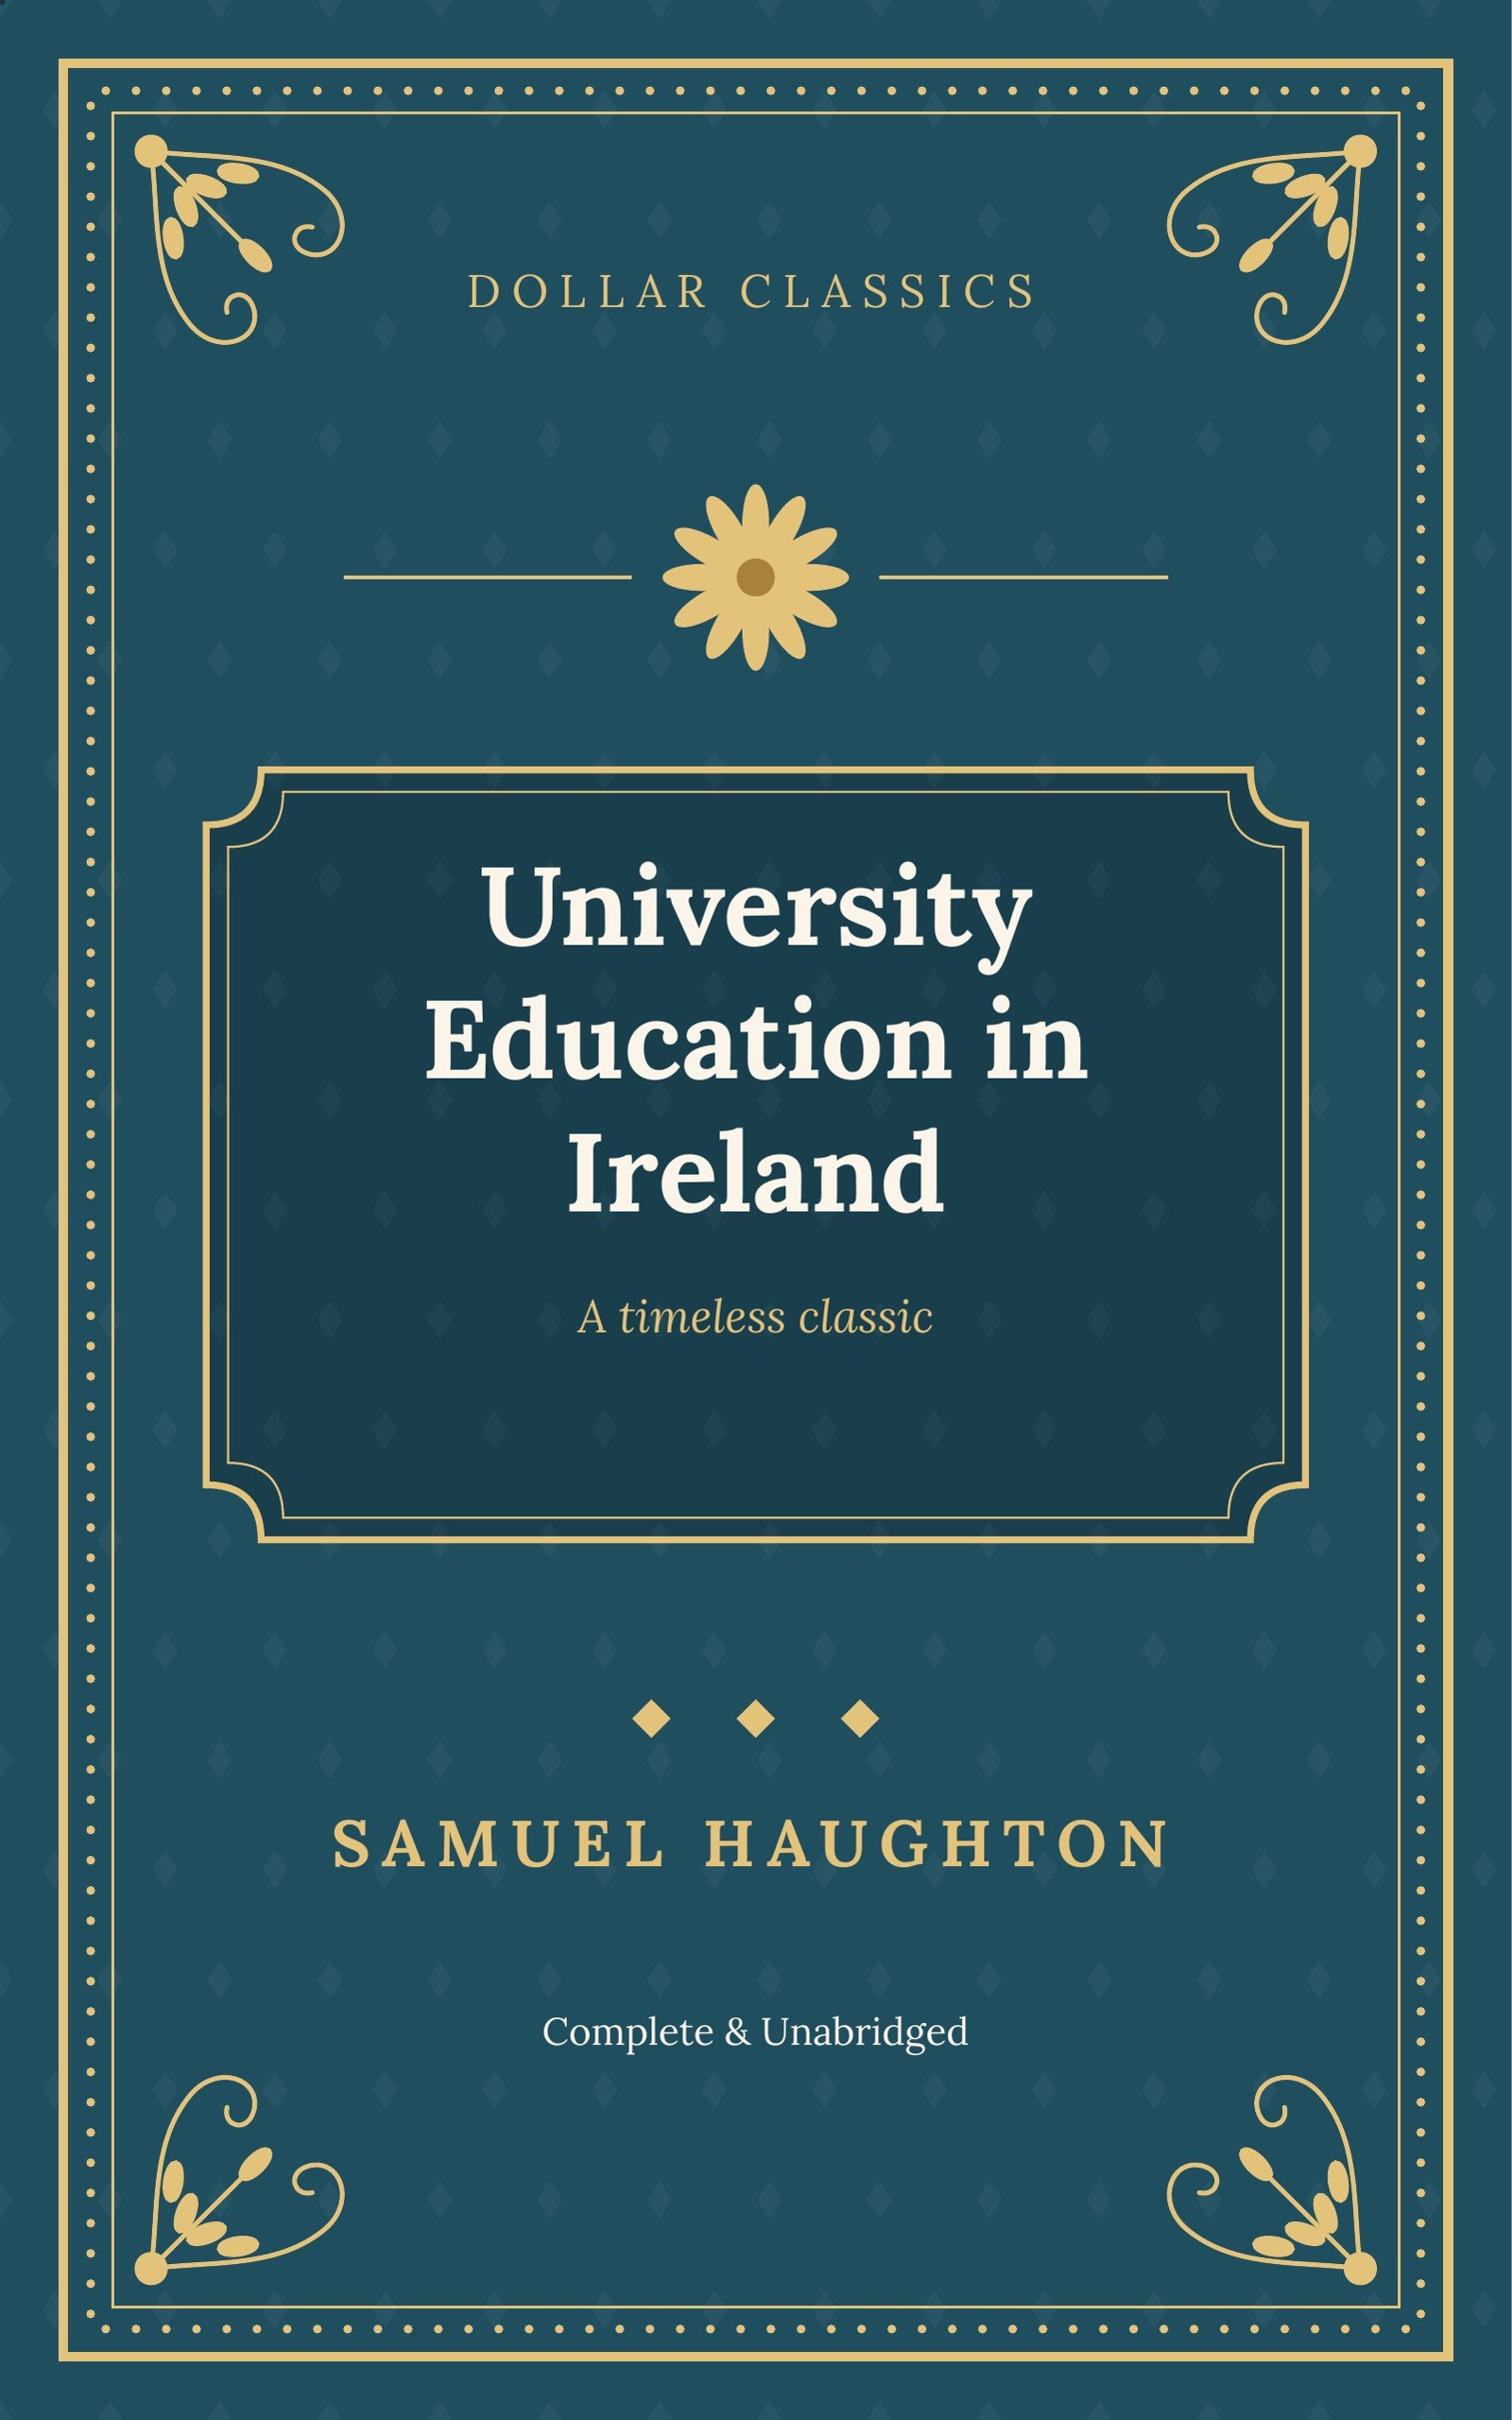 DOLLAR CLASSICS
University
Education in
Ireland
A timeless classic
SAMUEL HAUGHTON
Complete & Unabridged